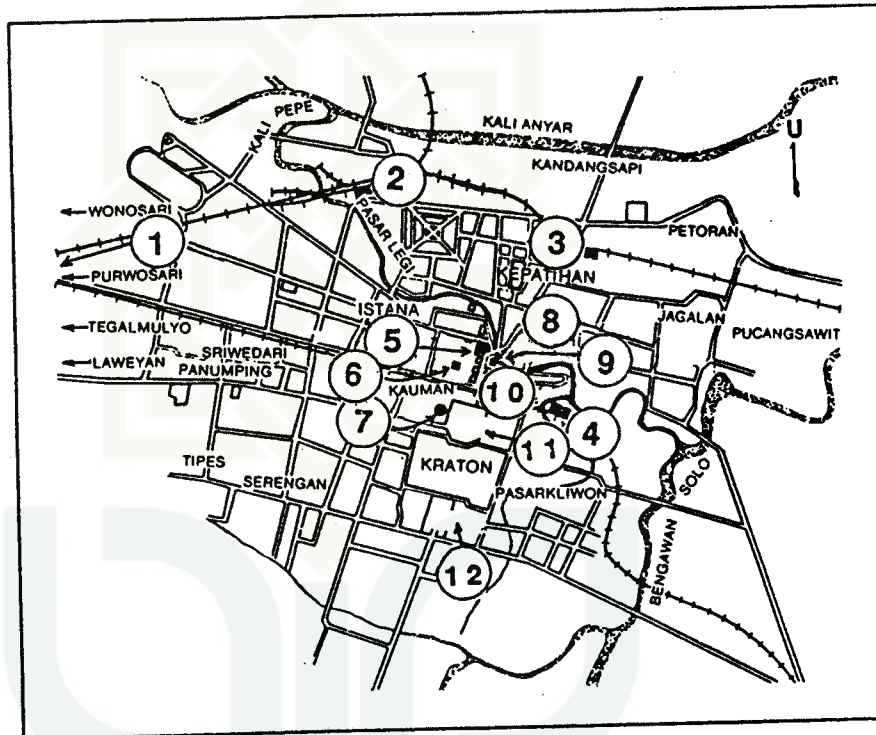 PEPE
KALI
KALI ANYAR
U
KANDANGSAPI
2
WONOSARI
PASAR LEGI
1
3
PETORAN
KEPATIHAN
PURWOSARI
ISTANA
8
JAGALAN
PUCANGSAWIT
TEGALMULYO
5
SRIWEDARI
9
LAWEYAN
PANUMPING
6
KAUMAN
10
7
4
11
TIPES
KRATON
SERENGAN
PASARKLIWON
SOLO
BENGAWAN
12